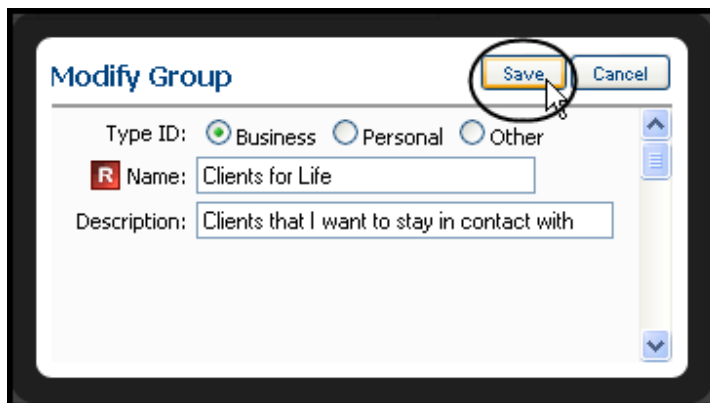 Modify Group
Save
Cancel
Type ID: Business Personal Other
R Name: Clients for Life
Description: Clients that I want to stay in contact with